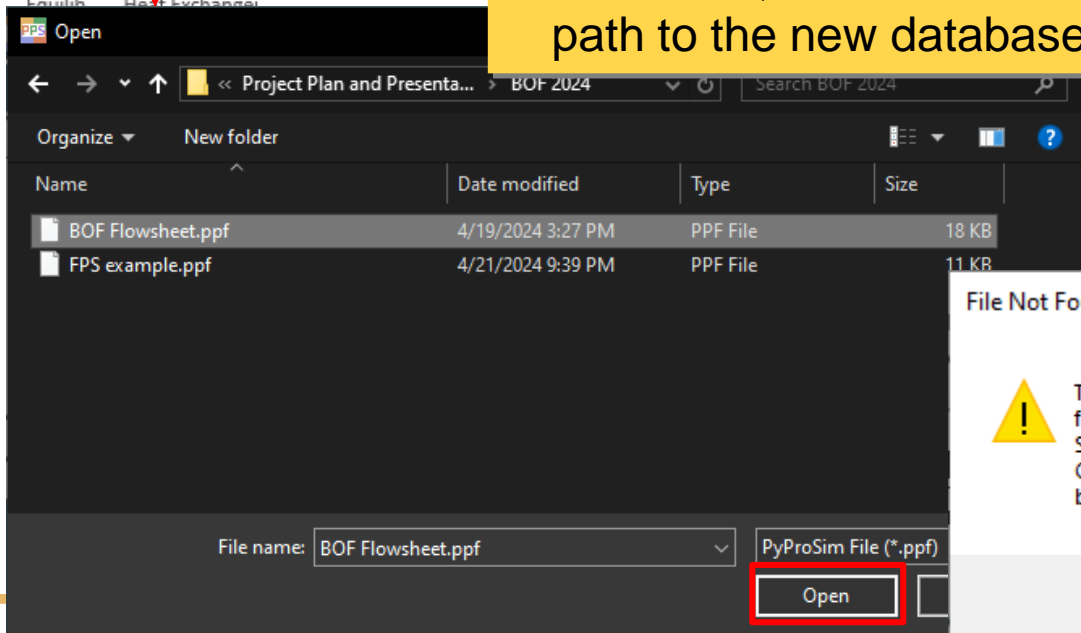 Equilib Heat Exchanger
path to the new database
PPS Open
« Project Plan and Presenta... > BOF 2024
Search BOF 2024
Organize
New folder
Name
Date modified
Type
Size
BOF Flowsheet.ppf
4/19/2024 3:27 PM
PPF File
18 KB
FPS example.ppf
4/21/2024 9:39 PM
PPF File
11 KB
File Not Fo
File name:
BOF Flowsheet.ppf
PyProSim File (*.ppf)
Open